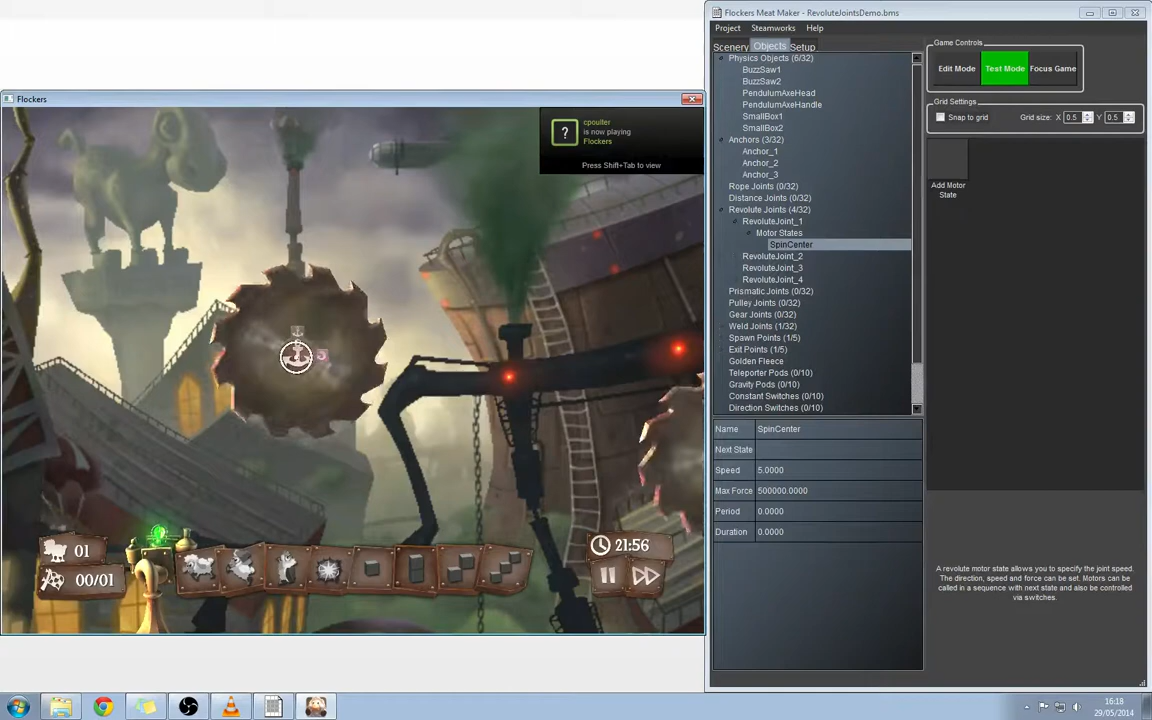 Flockers Meat Maker - RevoluteJointsDemo.bms
Project Steamworks Help
Scenery Objects Setup
Physics Objects (6/32)
BuzzSaw1
BuzzSaw2
PendulumAxeHead
PendulumAxeHandle
SmallBox1
SmallBox2
Anchors (3/32)
Anchor_1
Anchor_2
Anchor_3
Rope Joints (0/32)
Distance Joints (0/32)
Revolute Joints (4/32)
RevoluteJoint_1
Motor States
SpinCenter
RevoluteJoint_2
RevoluteJoint_3
RevoluteJoint_4
Prismatic Joints (0/32)
Pulley Joints (0/32)
Gear Joints (0/32)
Weld Joints (1/32)
Spawn Points (1/5)
Exit Points (1/5)
Golden Fleece
Teleporter Pods (0/10)
Gravity Pods (0/10)
Constant Switches (0/10)
Direction Switches (0/10)
Name SpinCenter
Next State
Speed 5.0000
Max Force 500000.0000
Period 0.0000
Duration 0.0000
Game Controls
Edit Mode Test Mode Focus Game
Grid Settings
Snap to grid Grid size: X 0.5 Y 0.5
Add Motor
State
A revolute motor state allows you to specify the joint speed.
The direction, speed and force can be set. Motors can be
called in a sequence with next state and also be controlled
via switches.
Flockers
?
cpoulter
is now playing
Flockers
Press Shift+Tab to view
01
00/01
21:56
16:18
29/05/2014